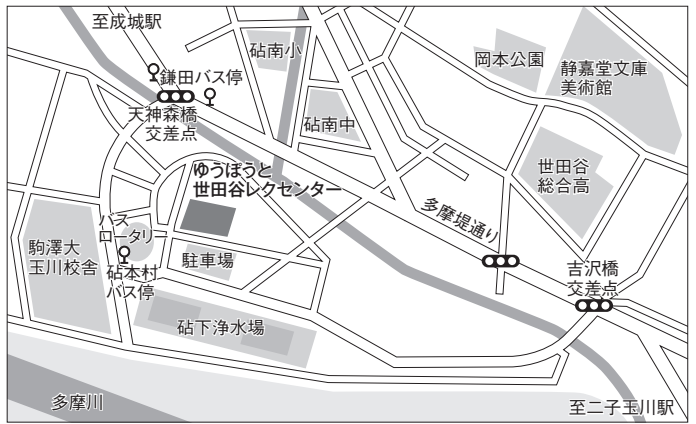 至成城駅
砧南小
岡本公園
静嘉堂文庫
美術館
鎌田バス停
天神森橋
交差点
砧南中
ゆうぽうと
世田谷レクセンター
世田谷
総合高
多摩堤通り
バス
ロータリー
駒澤大
玉川校舎
駐車場
砧本村
バス停
吉沢橋
交差点
砧下浄水場
多摩川
至二子玉川駅